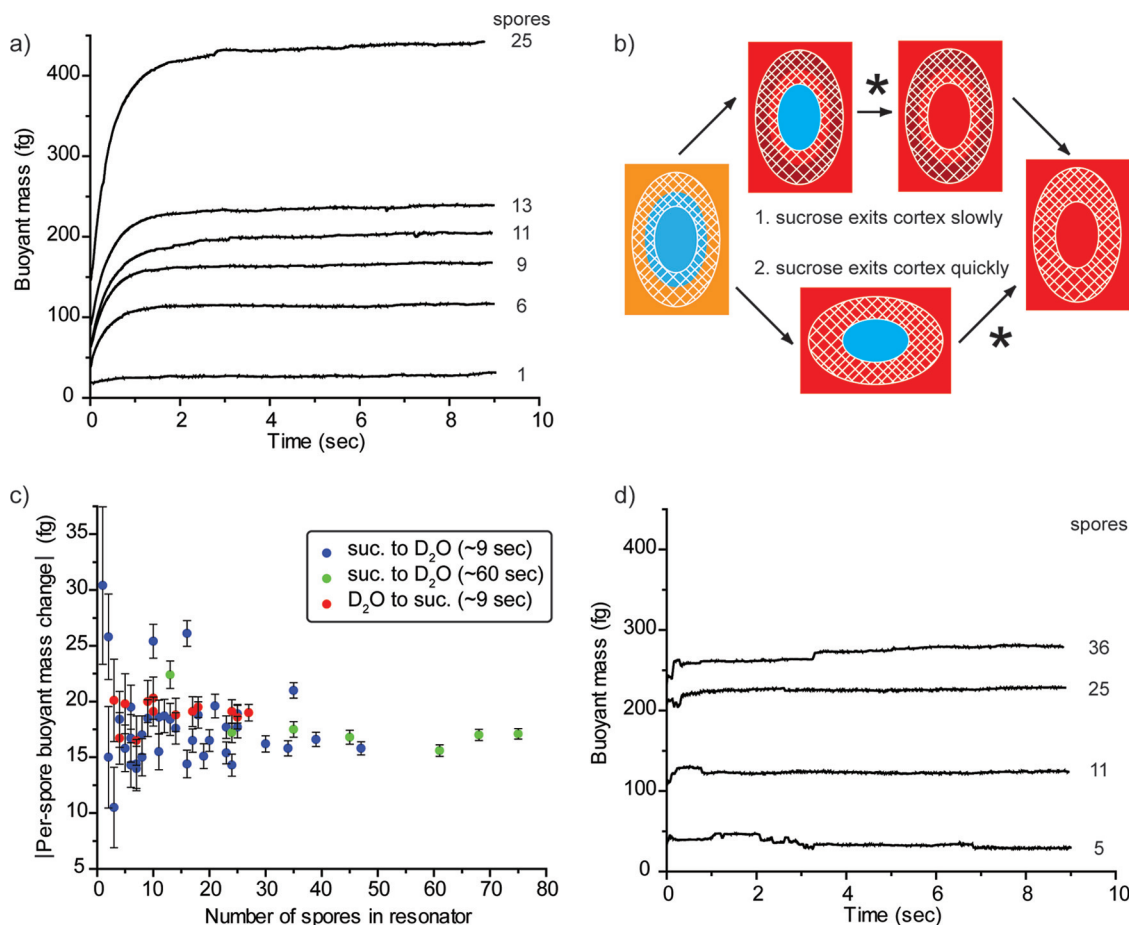 a)
spores
25
13
11
9
6
1
400
300
200
100
0
Buoyant mass (fg)
0 2 4 6 8 10
Time (sec)
b)
*
1. sucrose exits cortex slowly
2. sucrose exits cortex quickly
*
c)
35
30
25
20
15
10
5
|Per-spore buoyant mass change| (fg)
suc. to D₂O (~9 sec)
suc. to D₂O (~60 sec)
D₂O to suc. (~9 sec)
0 10 20 30 40 50 60 70 80
Number of spores in resonator
d)
spores
36
25
11
5
400
300
200
100
0
Buoyant mass (fg)
0 2 4 6 8 10
Time (sec)